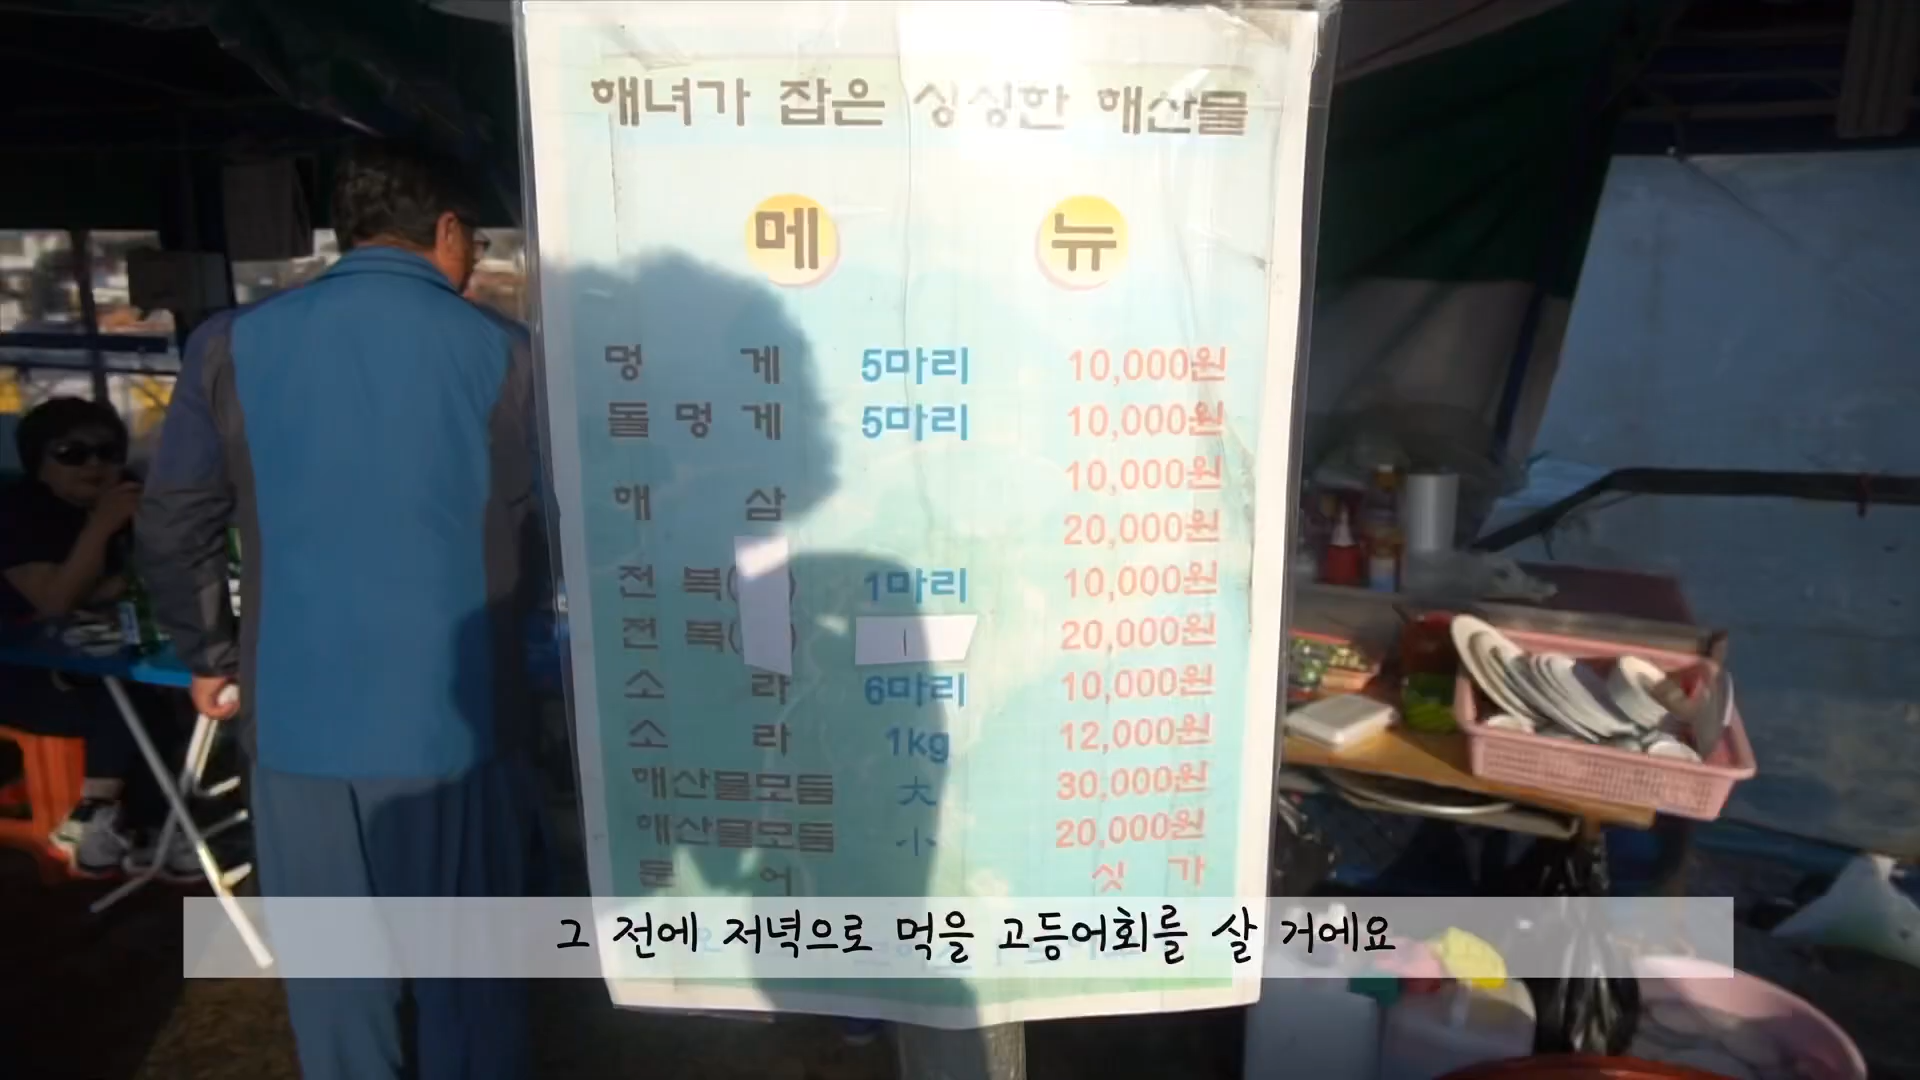 해녀가 잡은 싱싱한 해산물
메 뉴
멍 게 5마리 10,000원
돌 멍 게 5마리 10,000원
10,000원
해 삼
20,000원
전 복( ) 1마리 10,000원
전 복( ) 20,000원
소 라 6마리 10,000원
소 라 1kg 12,000원
해산물모둠 大 30,000원
해산물모둠 小 20,000원
문 어 싯 가
그 전에 저녁으로 먹을 고등어회를 살 거에요